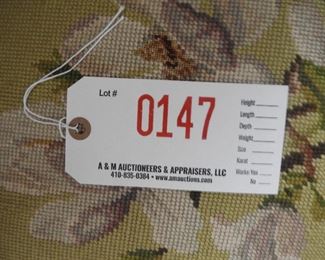 Lot #
0147
Height
Length
Depth
Weight
Size
Karat
Works Yes
No
A & M AUCTIONEERS & APPRAISERS, LLC
410-835-0384 • www.amauctions.com